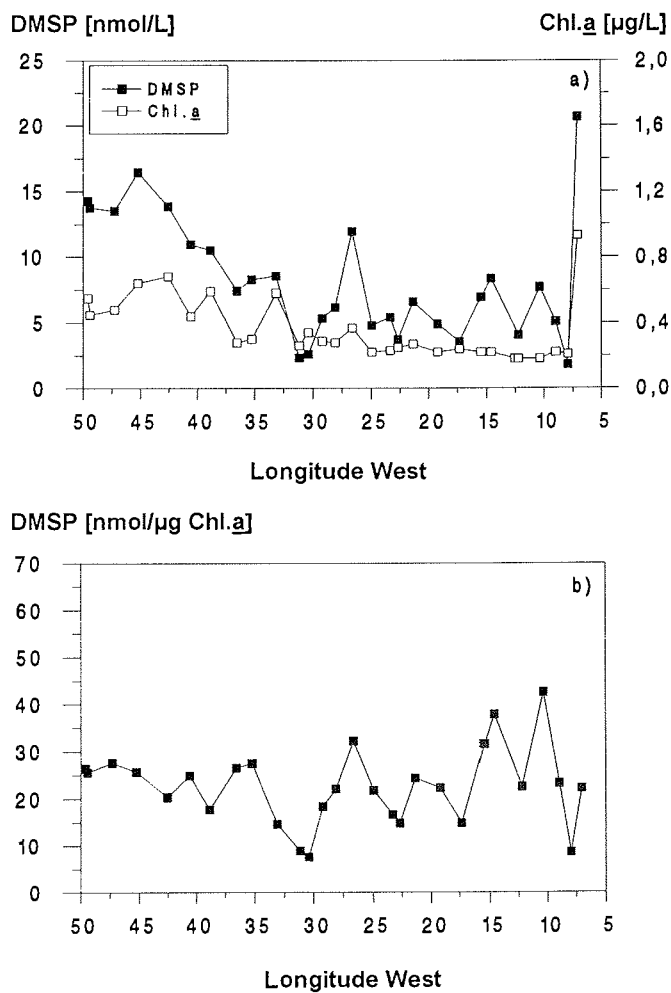 DMSP [nmol/L]
Chl.a [µg/L]
25
20
15
10
5
0
2,0
1,6
1,2
0,8
0,4
0,0
DMSP
Chl.a
a)
50 45 40 35 30 25 20 15 10 5
Longitude West
DMSP [nmol/µg Chl.a]
70
60
50
40
30
20
10
0
b)
50 45 40 35 30 25 20 15 10 5
Longitude West